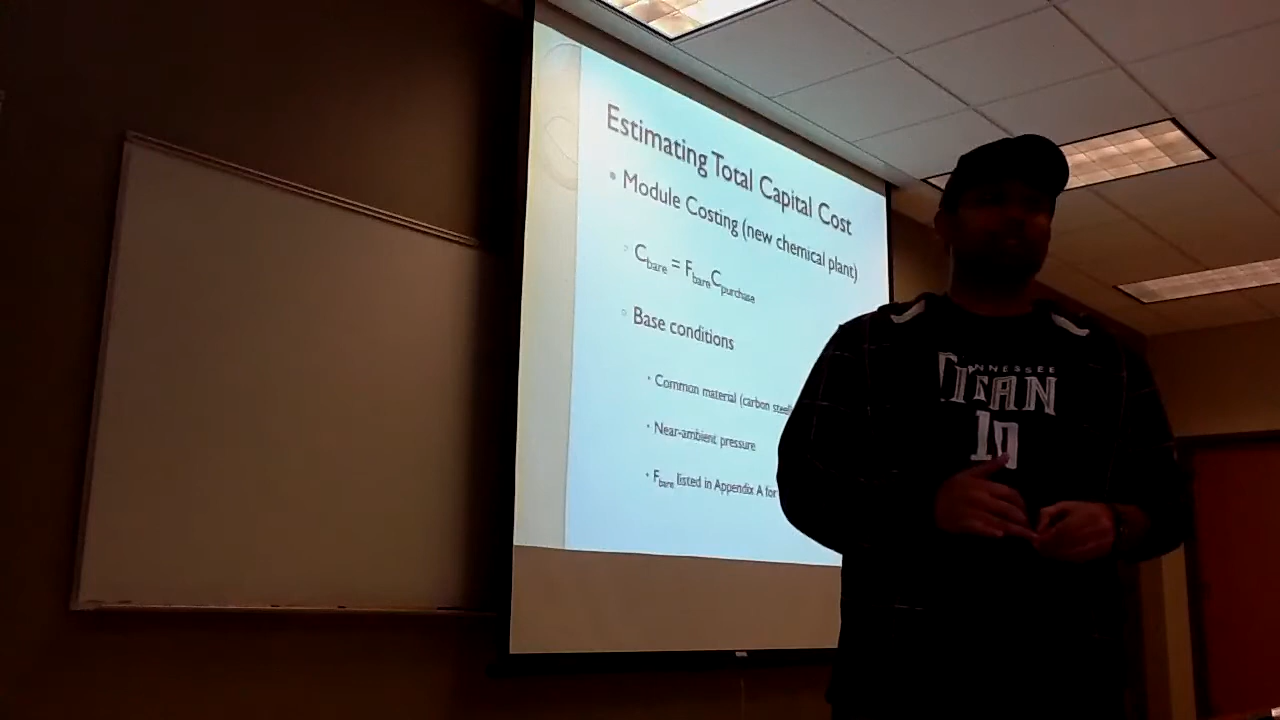 Estimating Total Capital Cost
• Module Costing (new chemical plant)
◦ Cbare = FbareCpurchase
◦ Base conditions
• Common material (carbon steel
• Near-ambient pressure
• Fbare listed in Appendix A for
NNESSEE
TITAN
10